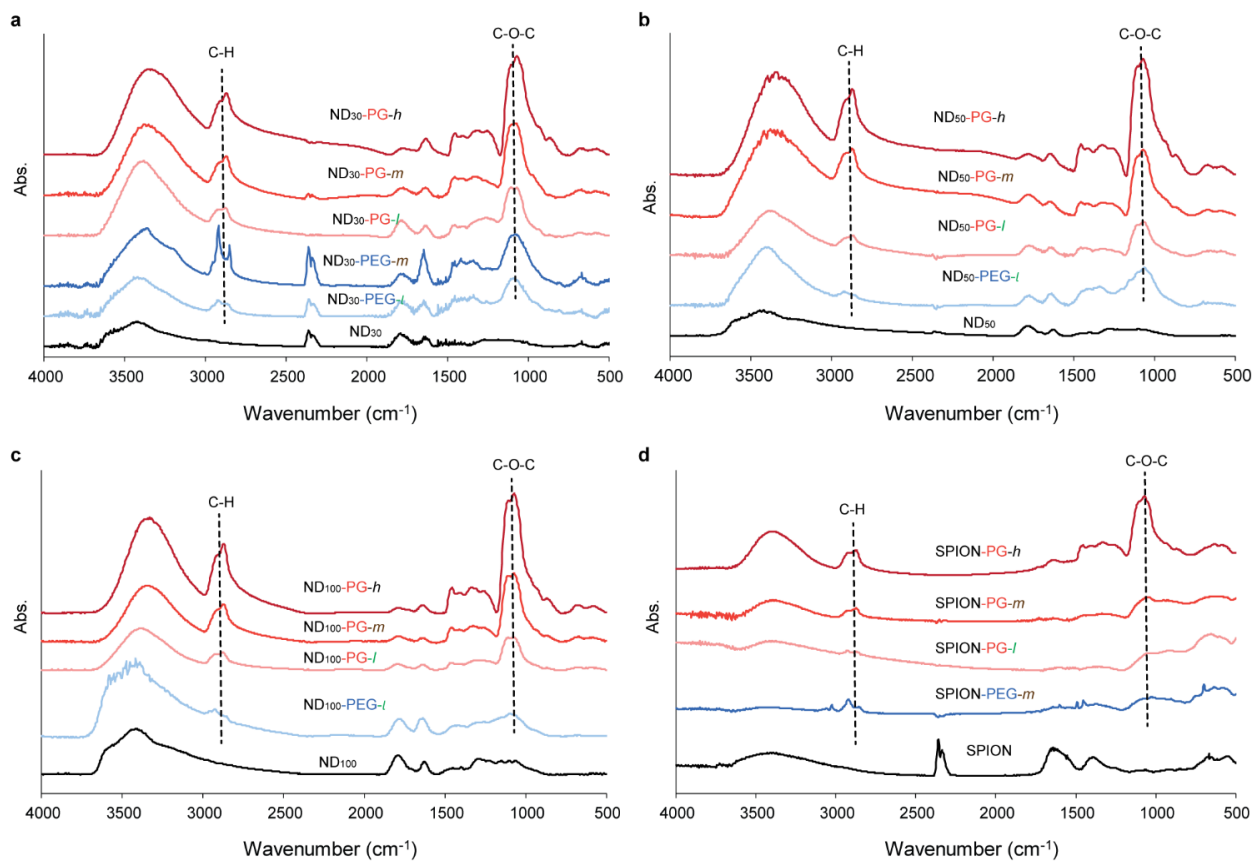 a
C-H
C-O-C
ND30-PG-h
ND30-PG-m
ND30-PG-l
ND30-PEG-m
ND30-PEG-l
ND30
Abs.
4000 3500 3000 2500 2000 1500 1000 500
Wavenumber (cm-1)
b
C-H
C-O-C
ND50-PG-h
ND50-PG-m
ND50-PG-l
ND50-PEG-l
ND50
Abs.
4000 3500 3000 2500 2000 1500 1000 500
Wavenumber (cm-1)
c
C-H
C-O-C
ND100-PG-h
ND100-PG-m
ND100-PG-l
ND100-PEG-l
ND100
Abs.
4000 3500 3000 2500 2000 1500 1000 500
Wavenumber (cm-1)
d
C-H
C-O-C
SPION-PG-h
SPION-PG-m
SPION-PG-l
SPION-PEG-m
SPION
Abs.
4000 3500 3000 2500 2000 1500 1000 500
Wavenumber (cm-1)